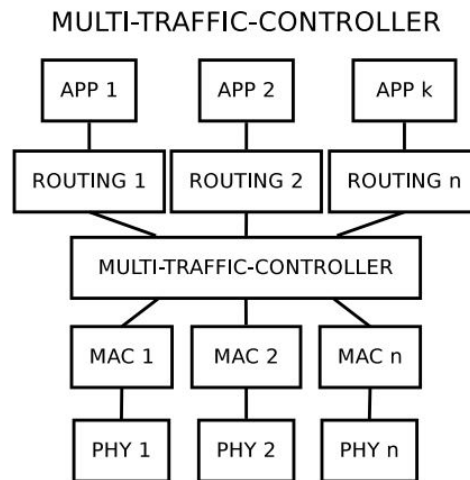 MULTI-TRAFFIC-CONTROLLER
APP 1 APP 2 APP k
ROUTING 1 ROUTING 2 ROUTING n
MULTI-TRAFFIC-CONTROLLER
MAC 1 MAC 2 MAC n
PHY 1 PHY 2 PHY n